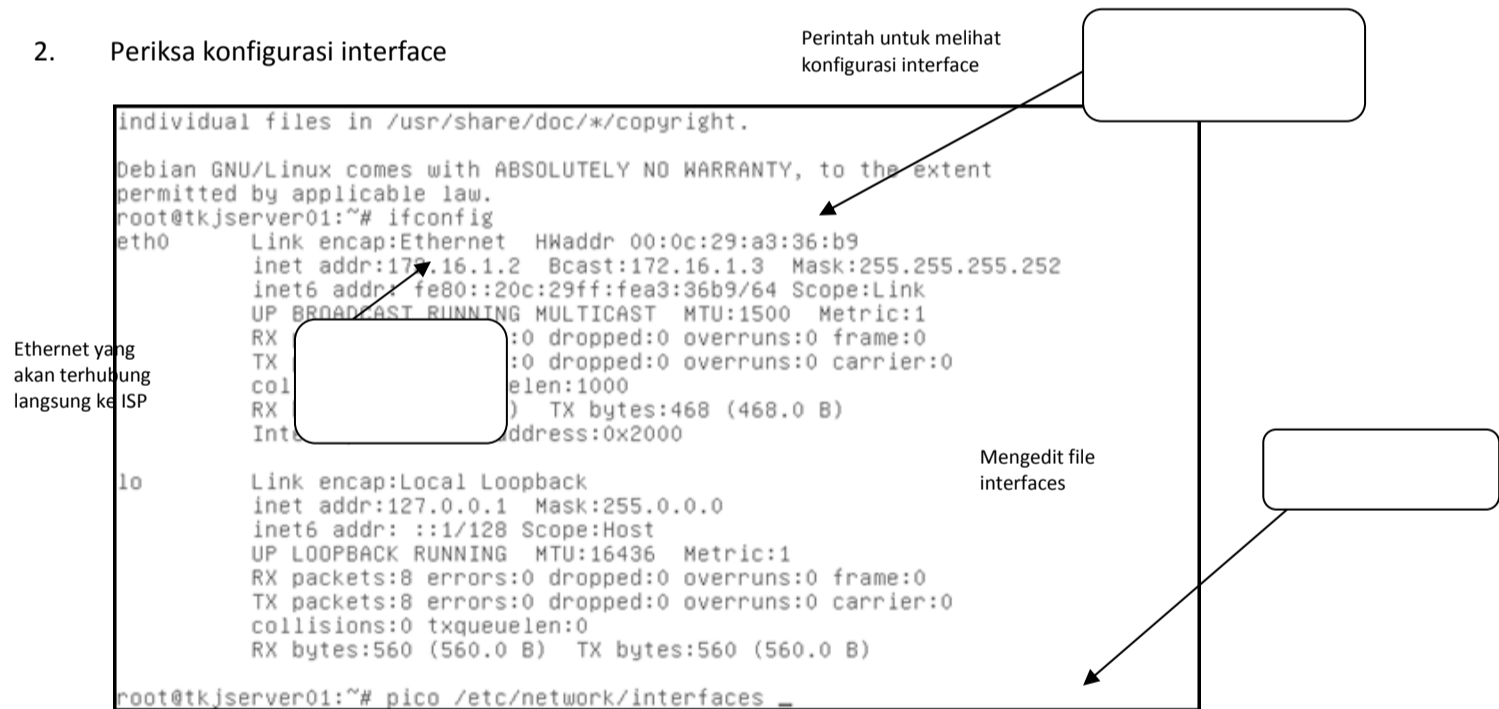 2. Periksa konfigurasi interface
Perintah untuk melihat
konfigurasi interface
individual files in /usr/share/doc/*/copyright.
Debian GNU/Linux comes with ABSOLUTELY NO WARRANTY, to the extent
permitted by applicable law.
root@tkjserver01:~# ifconfig
eth0 Link encap:Ethernet HWaddr 00:0c:29:a3:36:b9
inet addr:172.16.1.2 Bcast:172.16.1.3 Mask:255.255.255.252
inet6 addr: fe80::20c:29ff:fea3:36b9/64 Scope:Link
UP BROADCAST RUNNING MULTICAST MTU:1500 Metric:1
RX :0 dropped:0 overruns:0 frame:0
TX :0 dropped:0 overruns:0 carrier:0
col elen:1000
RX ) TX bytes:468 (468.0 B)
Inte ddress:0x2000
Ethernet yang
akan terhubung
langsung ke ISP
lo Link encap:Local Loopback
inet addr:127.0.0.1 Mask:255.0.0.0
inet6 addr: ::1/128 Scope:Host
UP LOOPBACK RUNNING MTU:16436 Metric:1
RX packets:8 errors:0 dropped:0 overruns:0 frame:0
TX packets:8 errors:0 dropped:0 overruns:0 carrier:0
collisions:0 txqueuelen:0
RX bytes:560 (560.0 B) TX bytes:560 (560.0 B)
Mengedit file
interfaces
root@tkjserver01:~# pico /etc/network/interfaces _